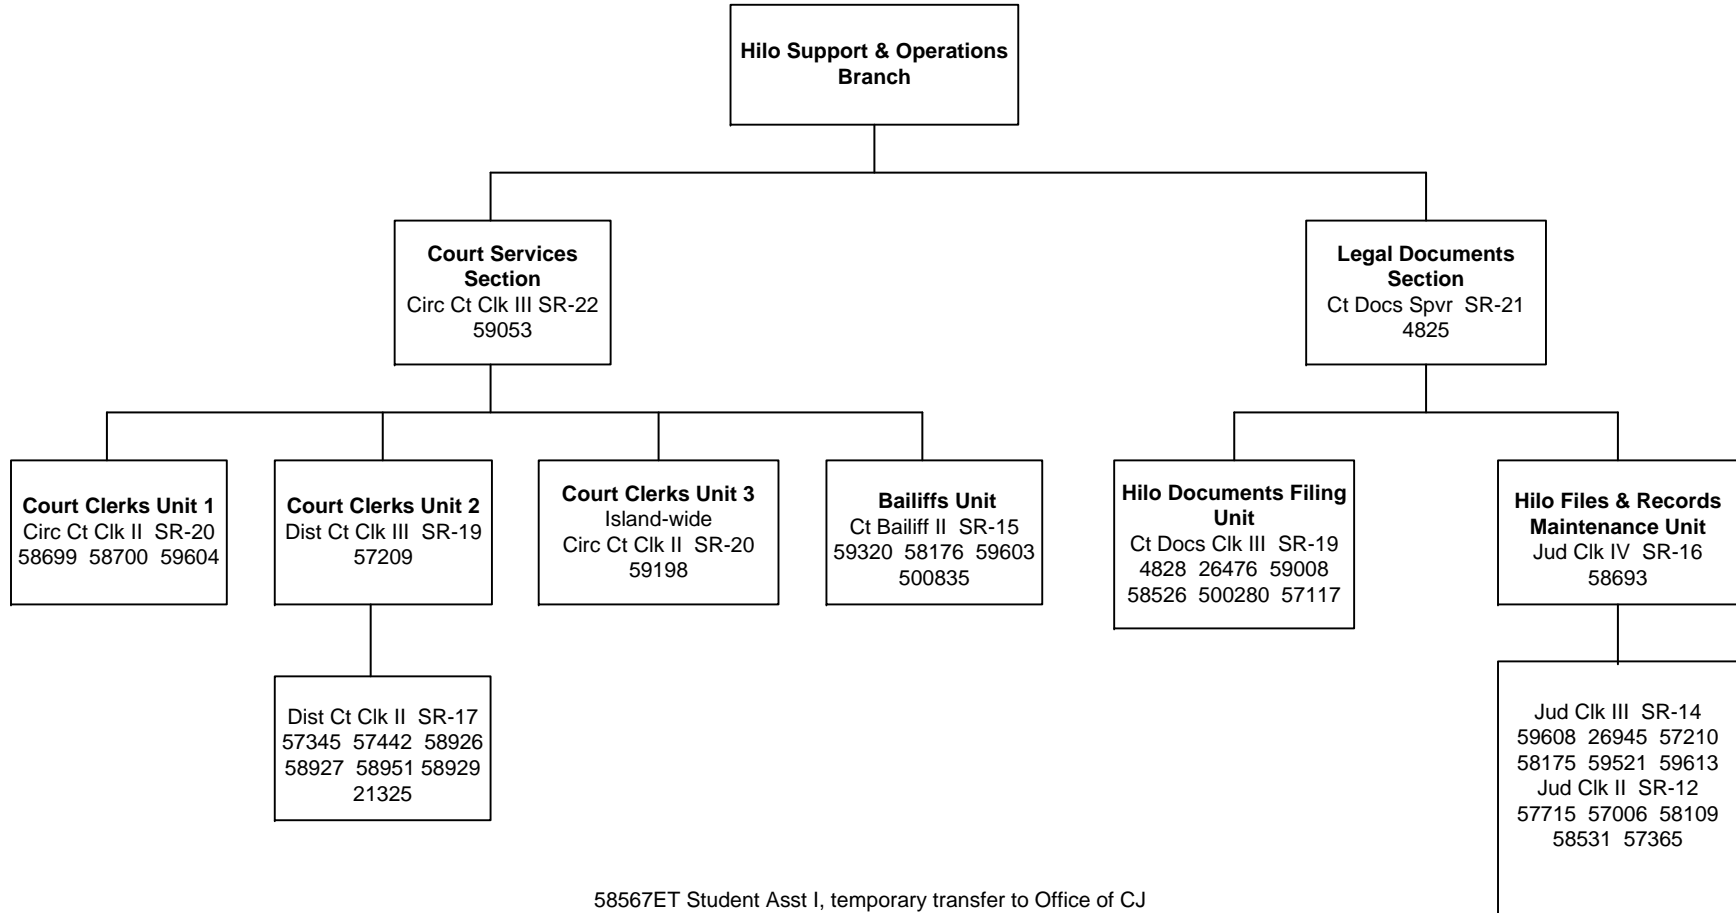 Hilo Support & Operations
Branch
Court Services
Section
Circ Ct Clk III SR-22
59053
Legal Documents
Section
Ct Docs Spvr SR-21
4825
Court Clerks Unit 1
Circ Ct Clk II SR-20
58699 58700 59604
Court Clerks Unit 2
Dist Ct Clk III SR-19
57209
Court Clerks Unit 3
Island-wide
Circ Ct Clk II SR-20
59198
Bailiffs Unit
Ct Bailiff II SR-15
59320 58176 59603
500835
Hilo Documents Filing
Unit
Ct Docs Clk III SR-19
4828 26476 59008
58526 500280 57117
Hilo Files & Records
Maintenance Unit
Jud Clk IV SR-16
58693
Dist Ct Clk II SR-17
57345 57442 58926
58927 58951 58929
21325
Jud Clk III SR-14
59608 26945 57210
58175 59521 59613
Jud Clk II SR-12
57715 57006 58109
58531 57365
58567ET Student Asst I, temporary transfer to Office of CJ